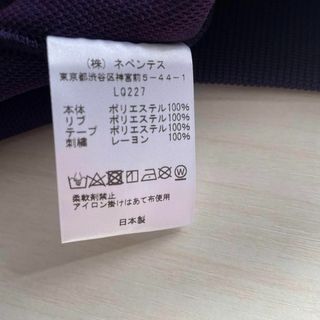 (株) ネペンテス
東京都渋谷区神宮前5-44-1
LQ227
本体 ポリエステル100%
リブ ポリエステル100%
テープ ポリエステル100%
刺繍 レーヨン 100%
柔軟剤禁止
アイロン掛けはあて布使用
日本製